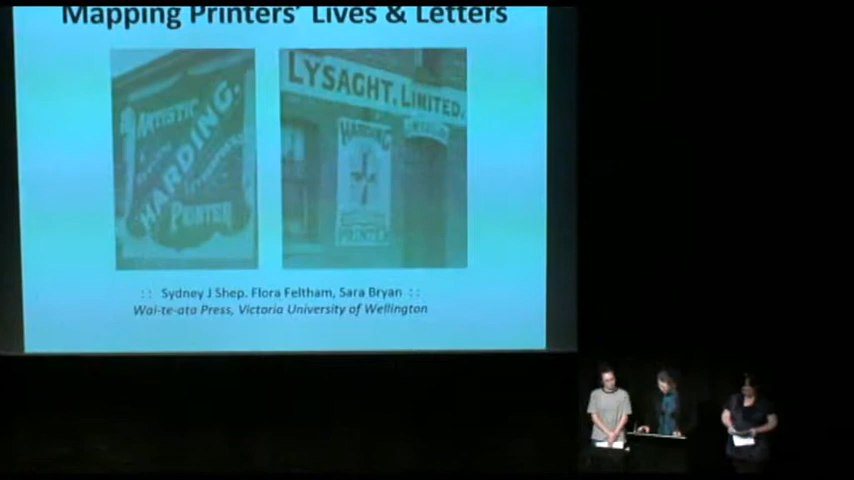 Mapping Printers' Lives & Letters
ARTISTIC
HARDING.
PRINTER
LYSAGHT, LIMITED.
HARDING
PRINTER
: : Sydney J Shep. Flora Feltham, Sara Bryan : :
Wai-te-ata Press, Victoria University of Wellington